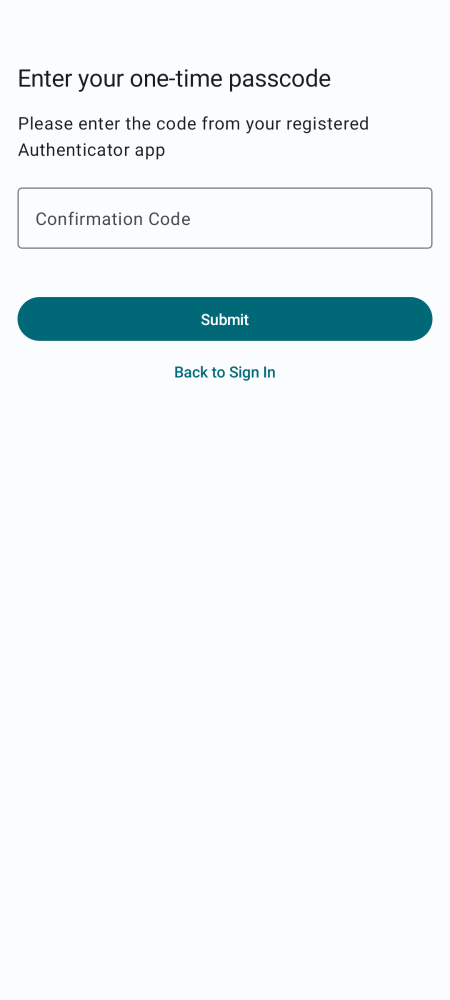 Enter your one-time passcode
Please enter the code from your registered
Authenticator app
Confirmation Code
Submit
Back to Sign In